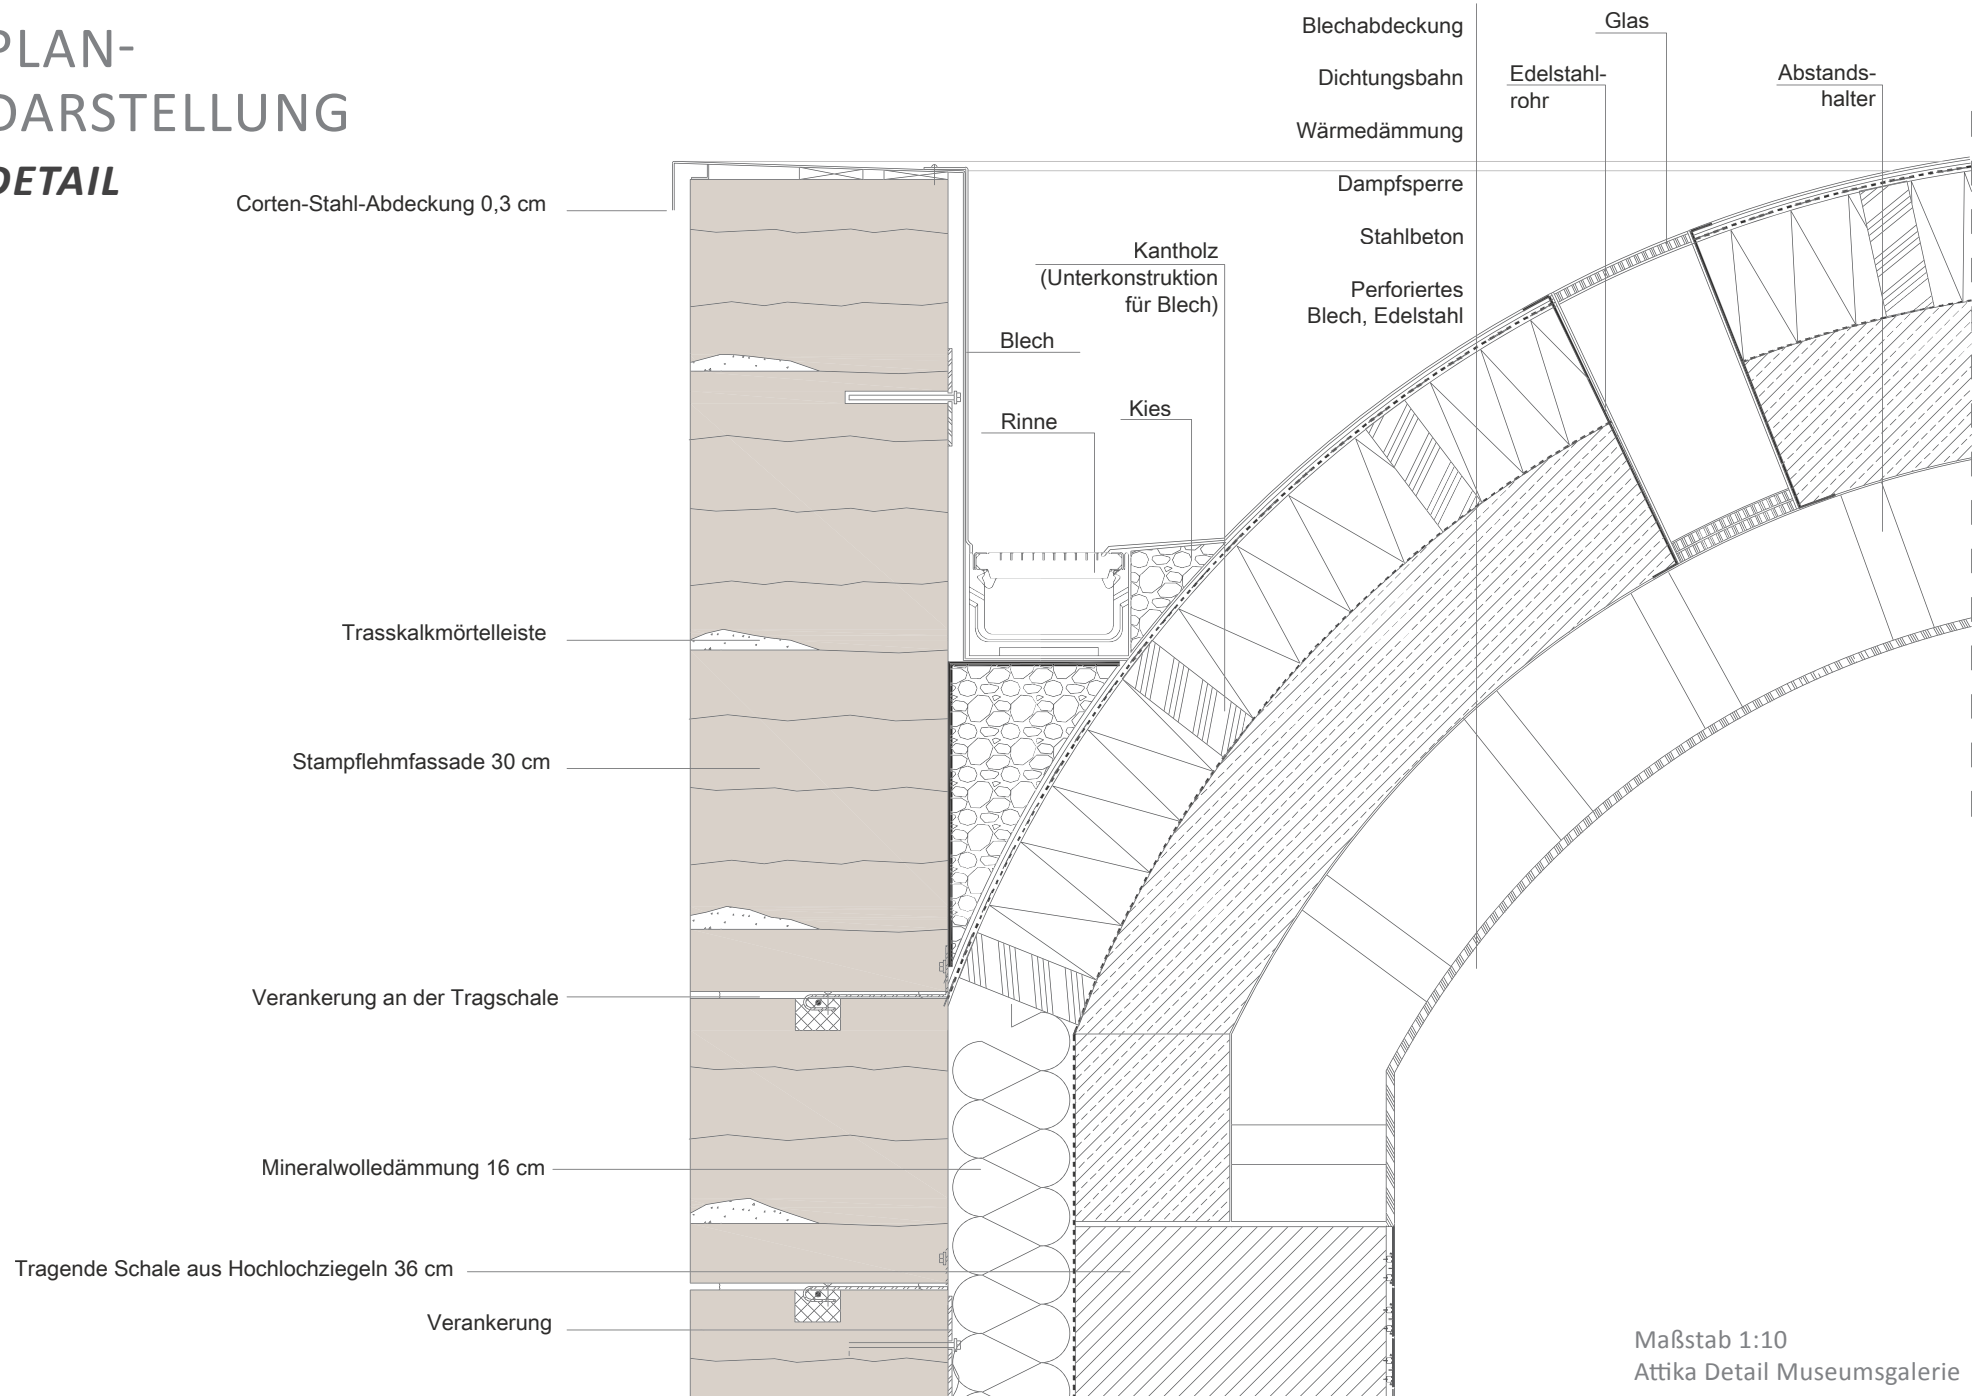 PLAN-
DARSTELLUNG
DETAIL
Blechabdeckung
Dichtungsbahn
Wärmedämmung
Dampfsperre
Stahlbeton
Perforiertes
Blech, Edelstahl
Glas
Edelstahl-
rohr
Abstands-
halter
Corten-Stahl-Abdeckung 0,3 cm
Kantholz
(Unterkonstruktion
für Blech)
Blech
Rinne
Kies
Trasskalkmörtelleiste
Stampflehmfassade 30 cm
Verankerung an der Tragschale
Mineralwolledämmung 16 cm
Tragende Schale aus Hochlochziegeln 36 cm
Verankerung
Maßstab 1:10
Attika Detail Museumsgalerie